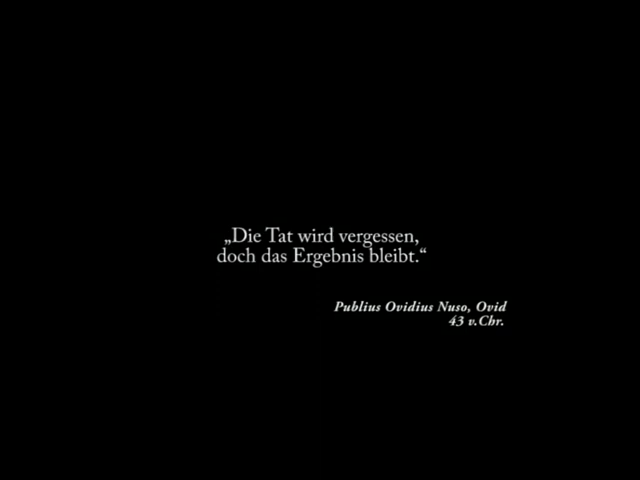 „Die Tat wird vergessen,
doch das Ergebnis bleibt.“
Publius Ovidius Nuso, Ovid
43 v.Chr.